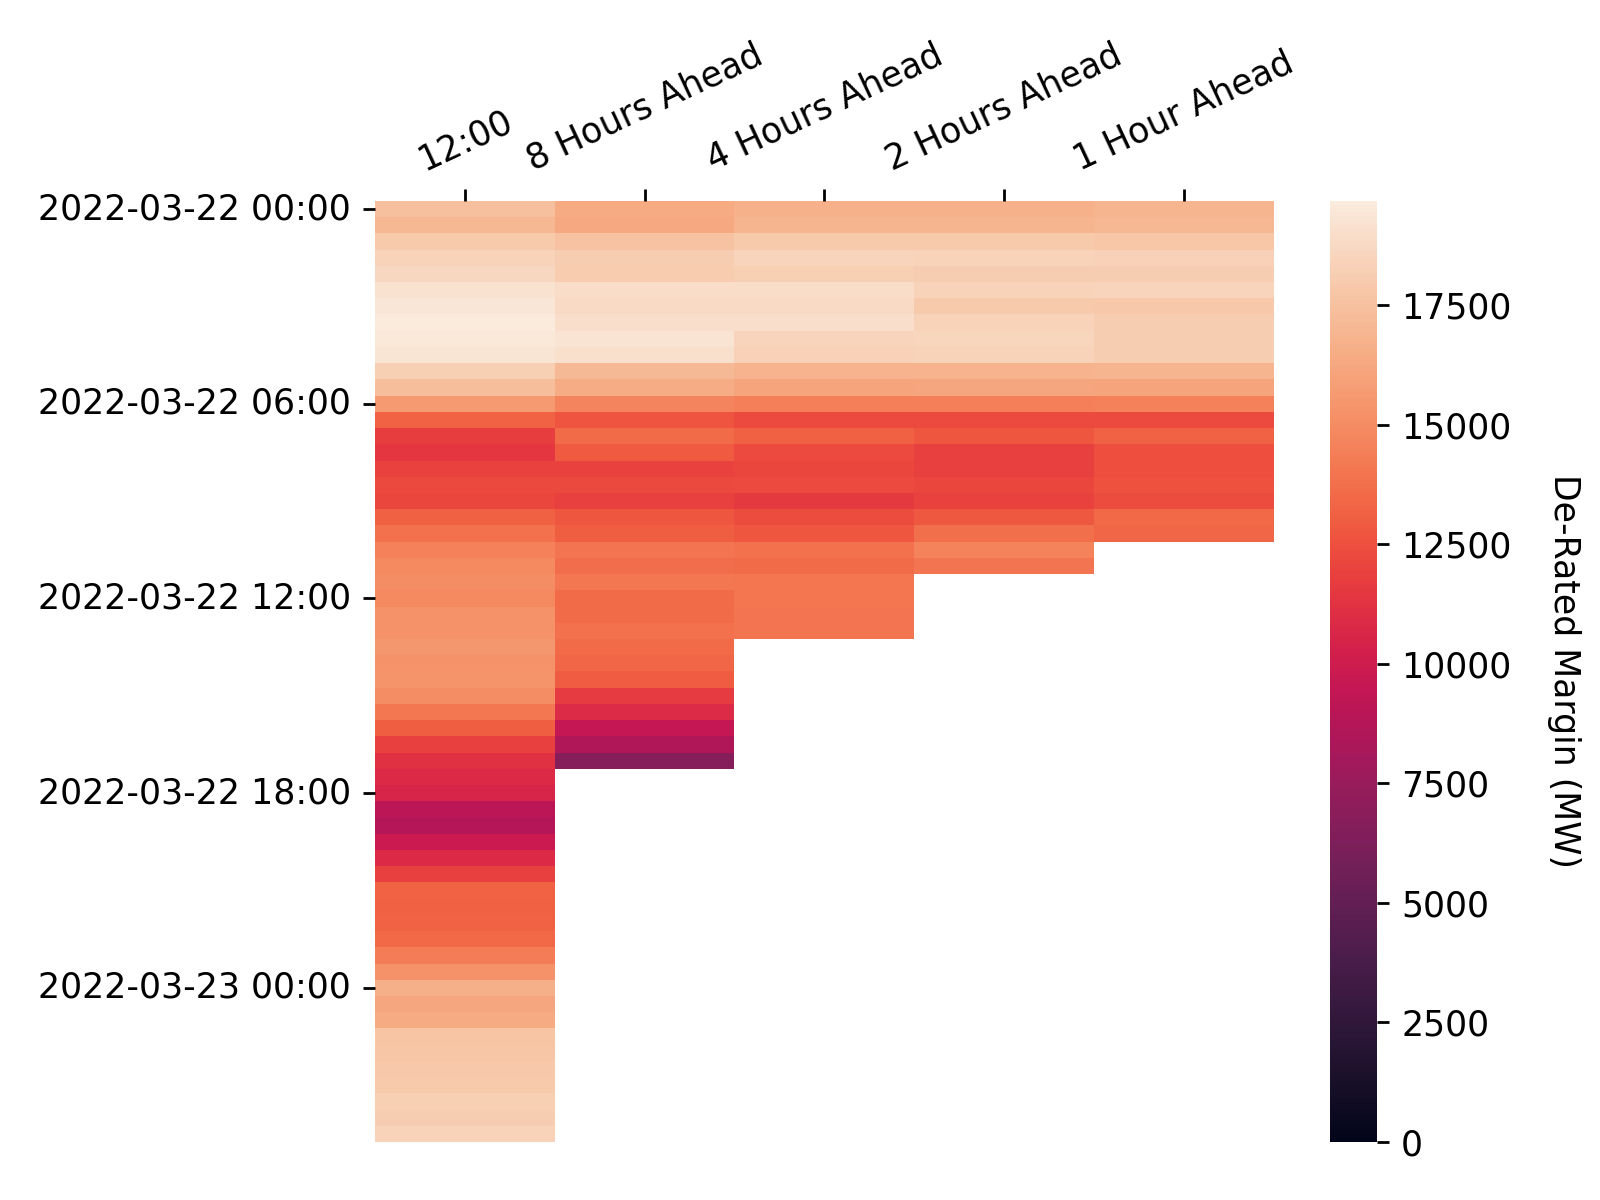 12:00
8 Hours Ahead
4 Hours Ahead
2 Hours Ahead
1 Hour Ahead
2022-03-22 00:00
2022-03-22 06:00
2022-03-22 12:00
2022-03-22 18:00
2022-03-23 00:00
17500
15000
12500
10000
7500
5000
2500
0
De-Rated Margin (MW)